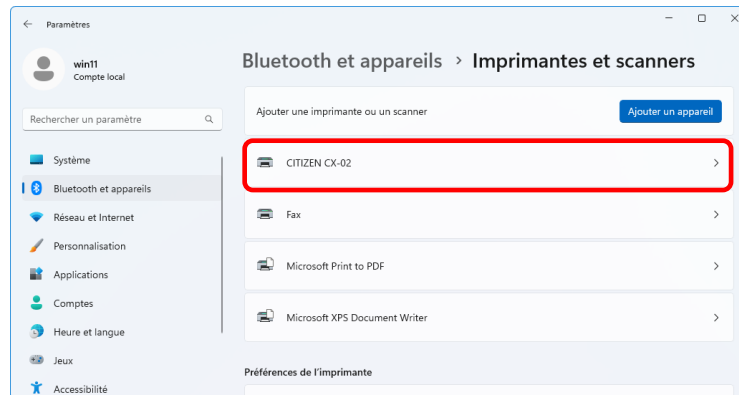 Paramètres
win11
Compte local
Rechercher un paramètre
Système
Bluetooth et appareils
Réseau et Internet
Personnalisation
Applications
Comptes
Heure et langue
Jeux
Accessibilité
Bluetooth et appareils > Imprimantes et scanners
Ajouter une imprimante ou un scanner
Ajouter un appareil
CITIZEN CX-02
Fax
Microsoft Print to PDF
Microsoft XPS Document Writer
Préférences de l'imprimante